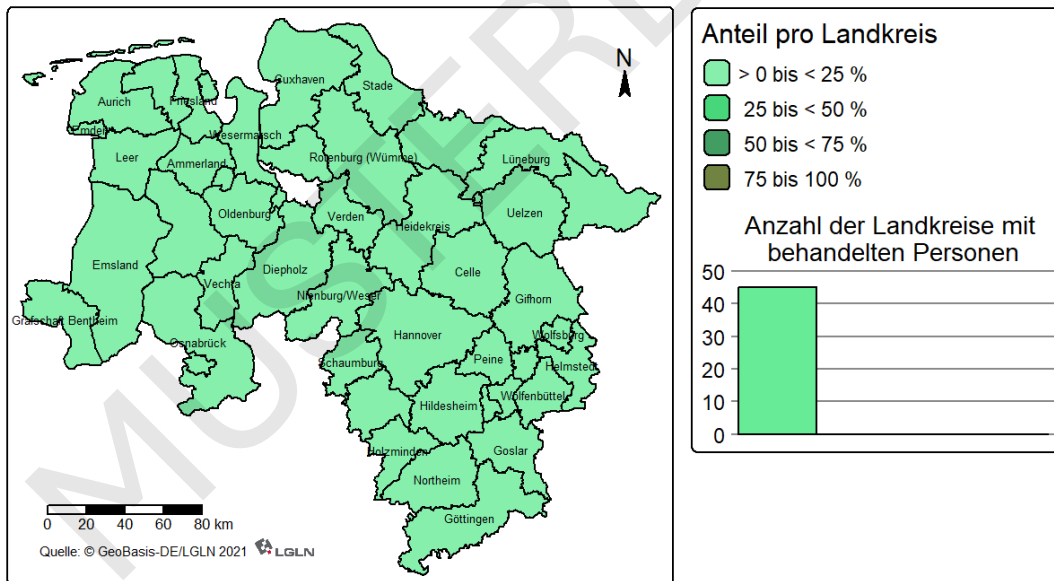 Cuxhaven
Stade
Aurich
Friesland
Emden
Wesermarsch
Leer
Ammerland
Rotenburg (Wümme)
Lüneburg
Oldenburg
Verden
Heidekreis
Uelzen
Emsland
Vechta
Diepholz
Celle
Nienburg/Weser
Gifhorn
Grafschaft Bentheim
Osnabrück
Hannover
Wolfsburg
Schaumburg
Peine
Helmstedt
Hildesheim
Wolfenbüttel
Holzminden
Goslar
Northeim
Göttingen
N
0 20 40 60 80 km
Quelle: © GeoBasis-DE/LGLN 2021 LGLN
Anteil pro Landkreis
> 0 bis < 25 %
25 bis < 50 %
50 bis < 75 %
75 bis 100 %
Anzahl der Landkreise mit
behandelten Personen
50
40
30
20
10
0
MUSTER